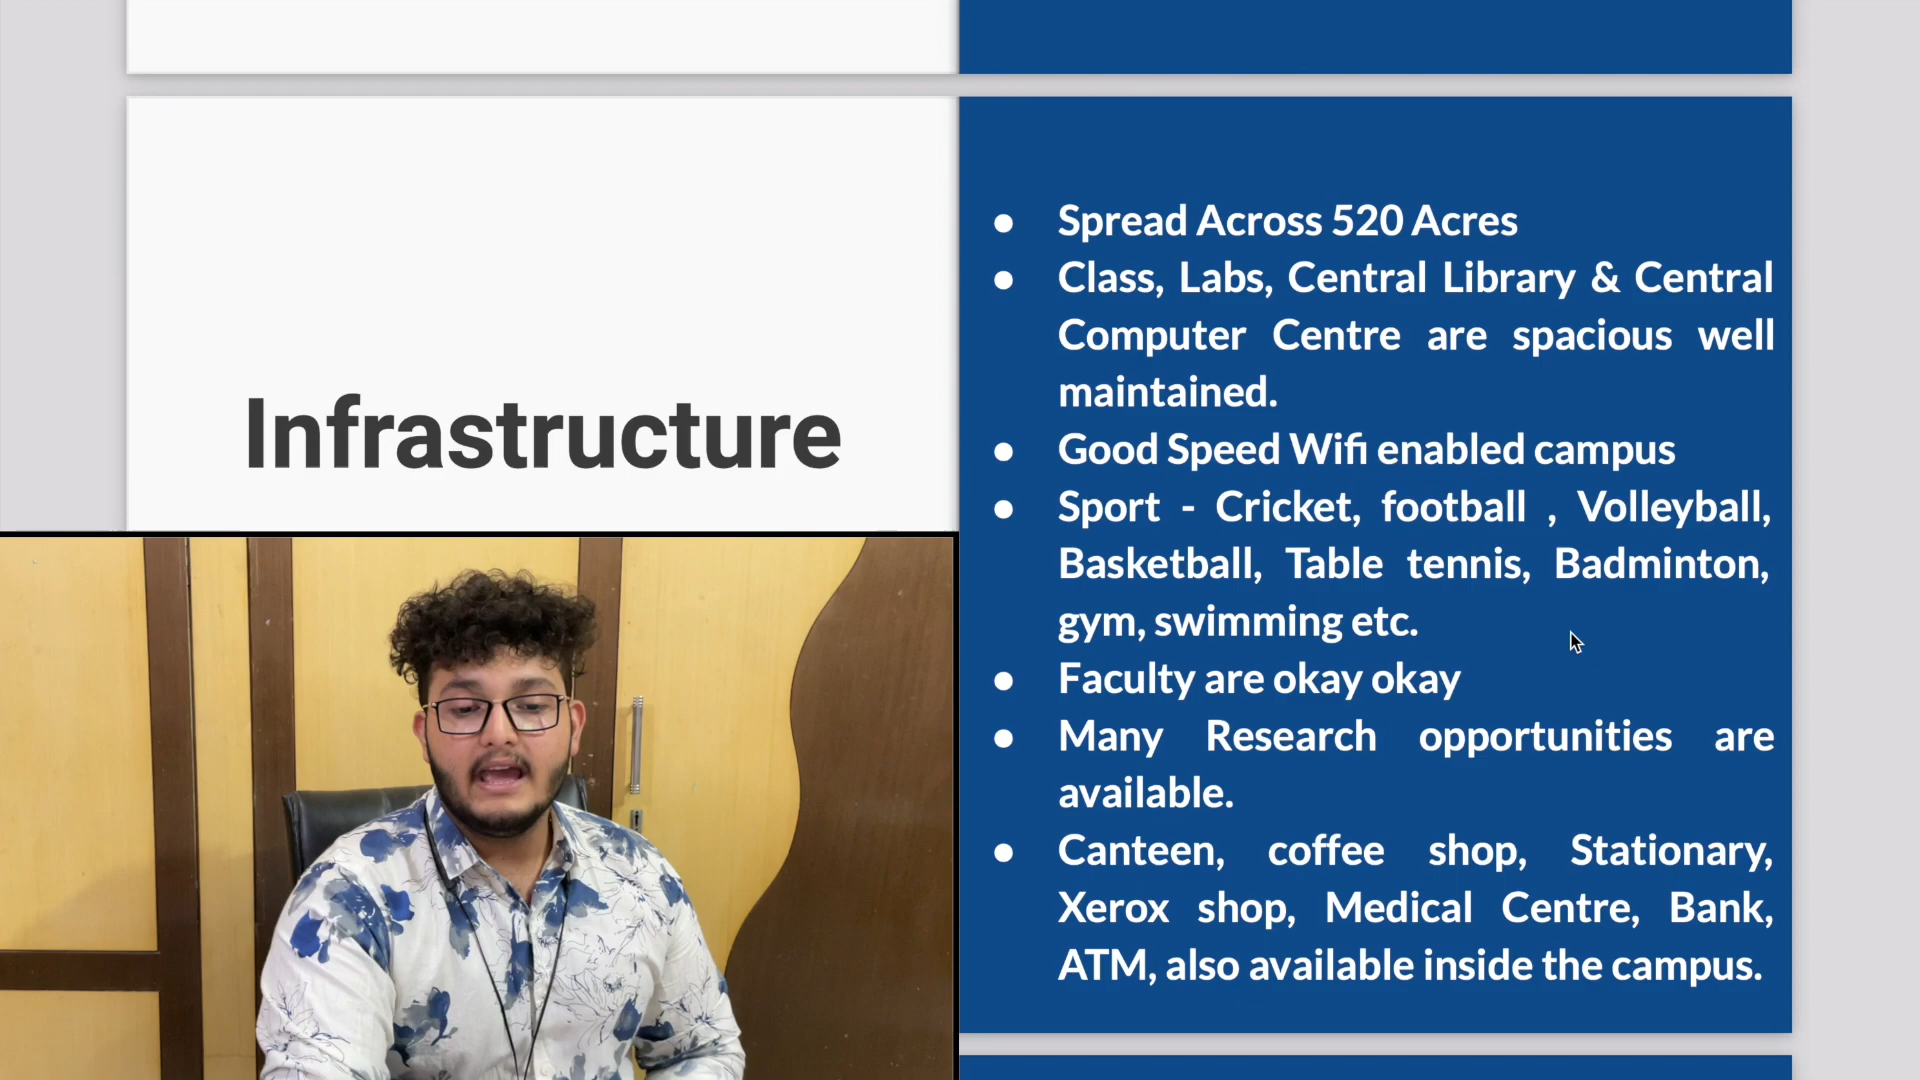 Infrastructure
● Spread Across 520 Acres
● Class, Labs, Central Library & Central
Computer Centre are spacious well
maintained.
● Good Speed Wifi enabled campus
● Sport - Cricket, football , Volleyball,
Basketball, Table tennis, Badminton,
gym, swimming etc.
● Faculty are okay okay
● Many Research opportunities are
available.
● Canteen, coffee shop, Stationary,
Xerox shop, Medical Centre, Bank,
ATM, also available inside the campus.